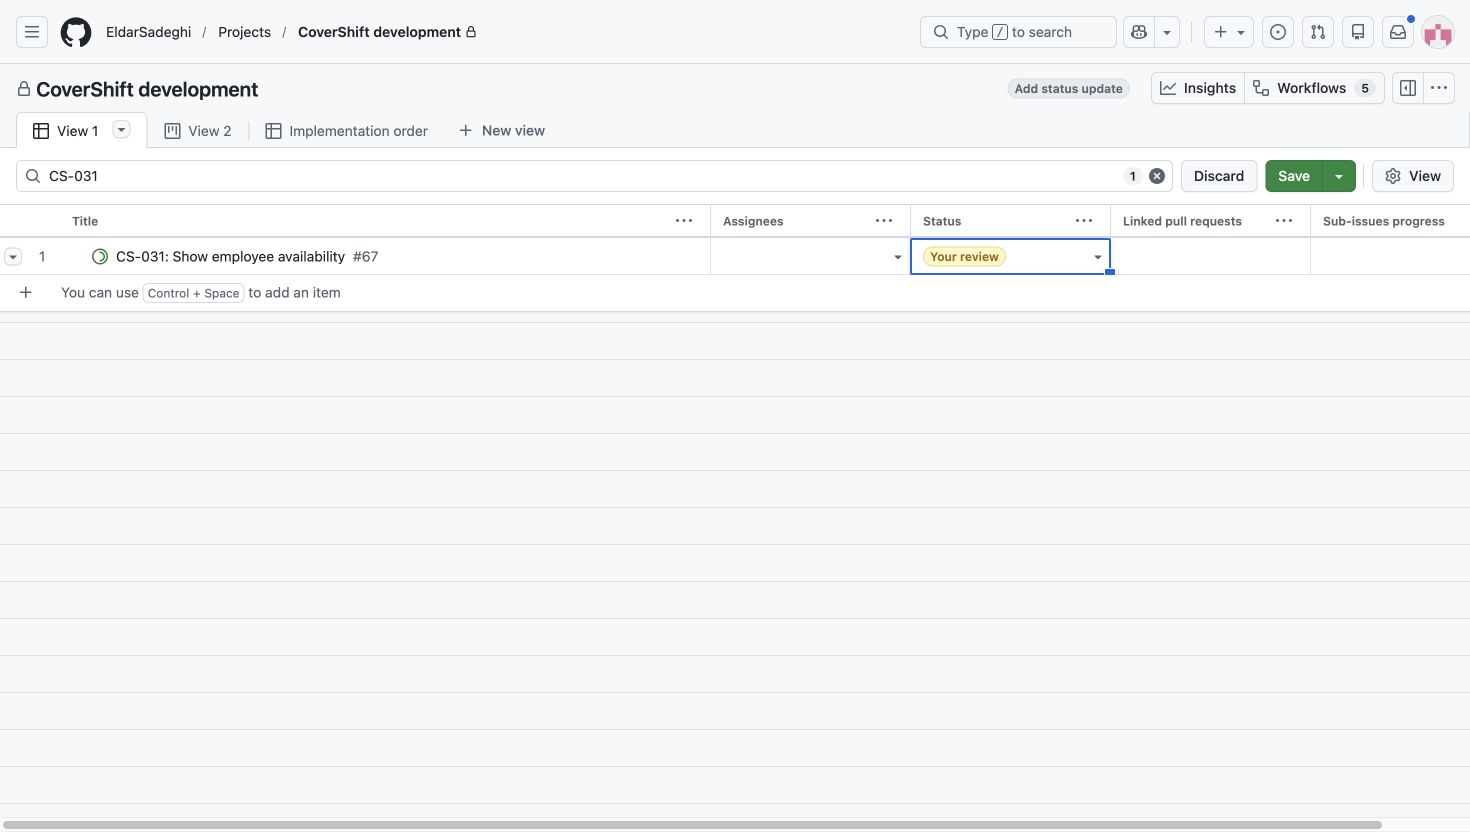 EldarSadeghi / Projects / CoverShift development
Type / to search
CoverShift development
Add status update
Insights
Workflows 5
View 1
View 2
Implementation order
New view
CS-031
1
Discard
Save
View
Title
Assignees
Status
Linked pull requests
Sub-issues progress
1
CS-031: Show employee availability #67
Your review
You can use Control + Space to add an item